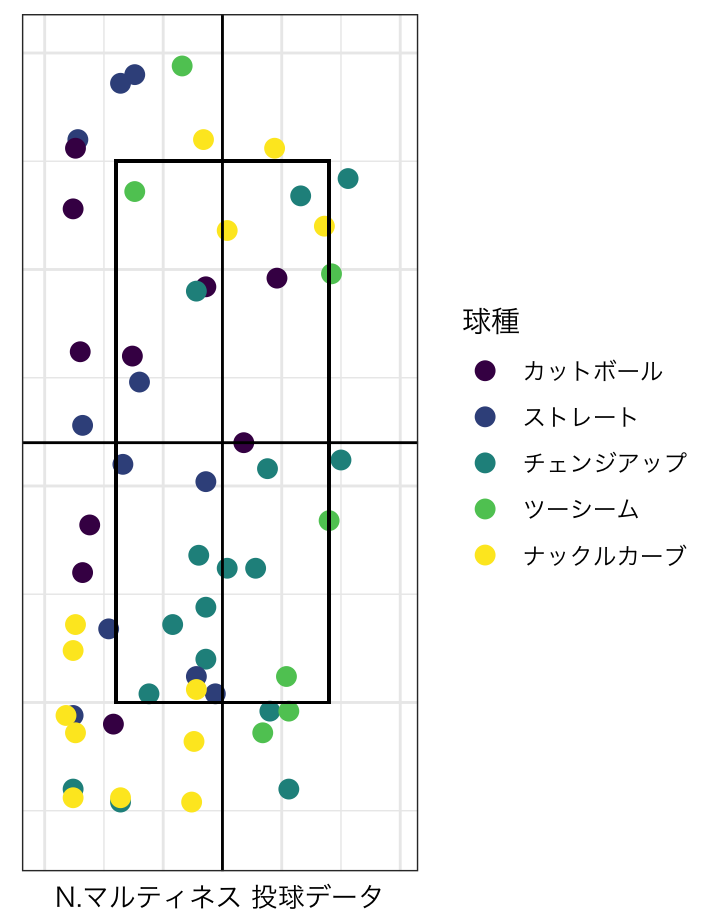 球種
カットボール
ストレート
チェンジアップ
ツーシーム
ナックルカーブ
N.マルティネス 投球データ